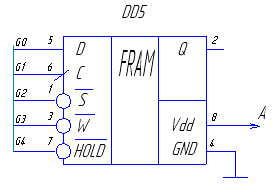 DD5
G0 5 D FRAM Q 2
G1 6 C
G2 1 S
G3 3 W Vdd 8 A
G4 7 HOLD GND 4